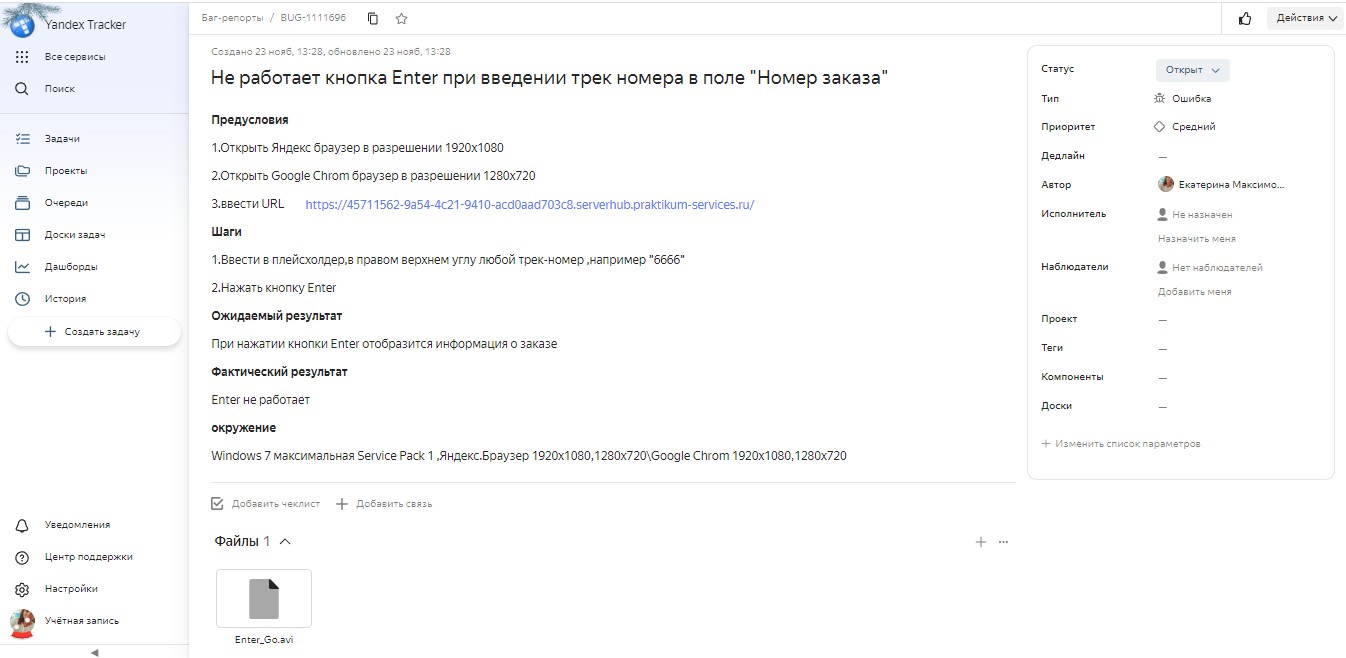 Yandex Tracker
Все сервисы
Поиск
Задачи
Проекты
Очереди
Доски задач
Дашборды
История
Создать задачу
Уведомления
Центр поддержки
Настройки
Учётная запись
Баг-репорты / BUG-1111696
Действия
Создано 23 нояб, 13:28, обновлено 23 нояб, 13:28
Не работает кнопка Enter при введении трек номера в поле "Номер заказа"
Предусловия
1.Открыть Яндекс браузер в разрешении 1920x1080
2.Открыть Google Chrom браузер в разрешении 1280x720
3.ввести URL https://45711562-9a54-4c21-9410-acd0aad703c8.serverhub.praktikum-services.ru/
Шаги
1.Ввести в плейсхолдер,в правом верхнем углу любой трек-номер ,например "6666"
2.Нажать кнопку Enter
Ожидаемый результат
При нажатии кнопки Enter отобразится информация о заказе
Фактический результат
Enter не работает
окружение
Windows 7 максимальная Service Pack 1 ,Яндекс.Браузер 1920x1080,1280x720\Google Chrom 1920x1080,1280x720
Добавить чеклист
Добавить связь
Файлы 1
Enter_Go.avi
Статус Открыт
Тип Ошибка
Приоритет Средний
Дедлайн —
Автор Екатерина Максимо...
Исполнитель Не назначен
Назначить меня
Наблюдатели Нет наблюдателей
Добавить меня
Проект —
Теги —
Компоненты —
Доски —
Изменить список параметров